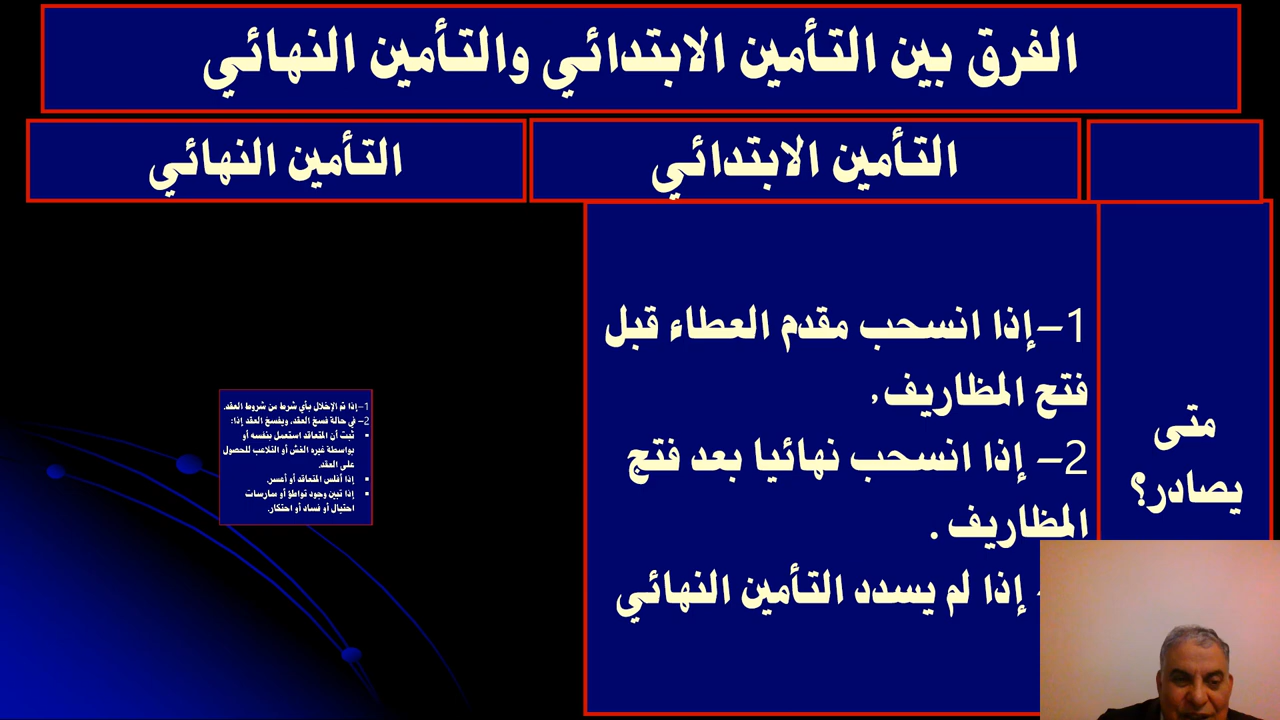 الفرق بين التأمين الابتدائي والتأمين النهائي
التأمين الابتدائي
التأمين النهائي
متى
يصادر؟
1-إذا انسحب مقدم العطاء قبل
فتح المظاريف,
2- إذا انسحب نهائيا بعد فتح
المظاريف .
- إذا لم يسدد التأمين النهائي
1-إذا تم الإخلال بأي شرط من شروط العقد.
2- في حالة فسخ العقد، ويفسخ العقد إذا:
▪ ثبت أن المتعاقد استعمل بنفسه أو
بواسطة غيره الغش أو التلاعب للحصول
على العقد.
▪ إذا أفلس المتعاقد أو أعسر.
▪ إذا تبين وجود تواطؤ أو ممارسات
احتيال أو فساد أو احتكار.